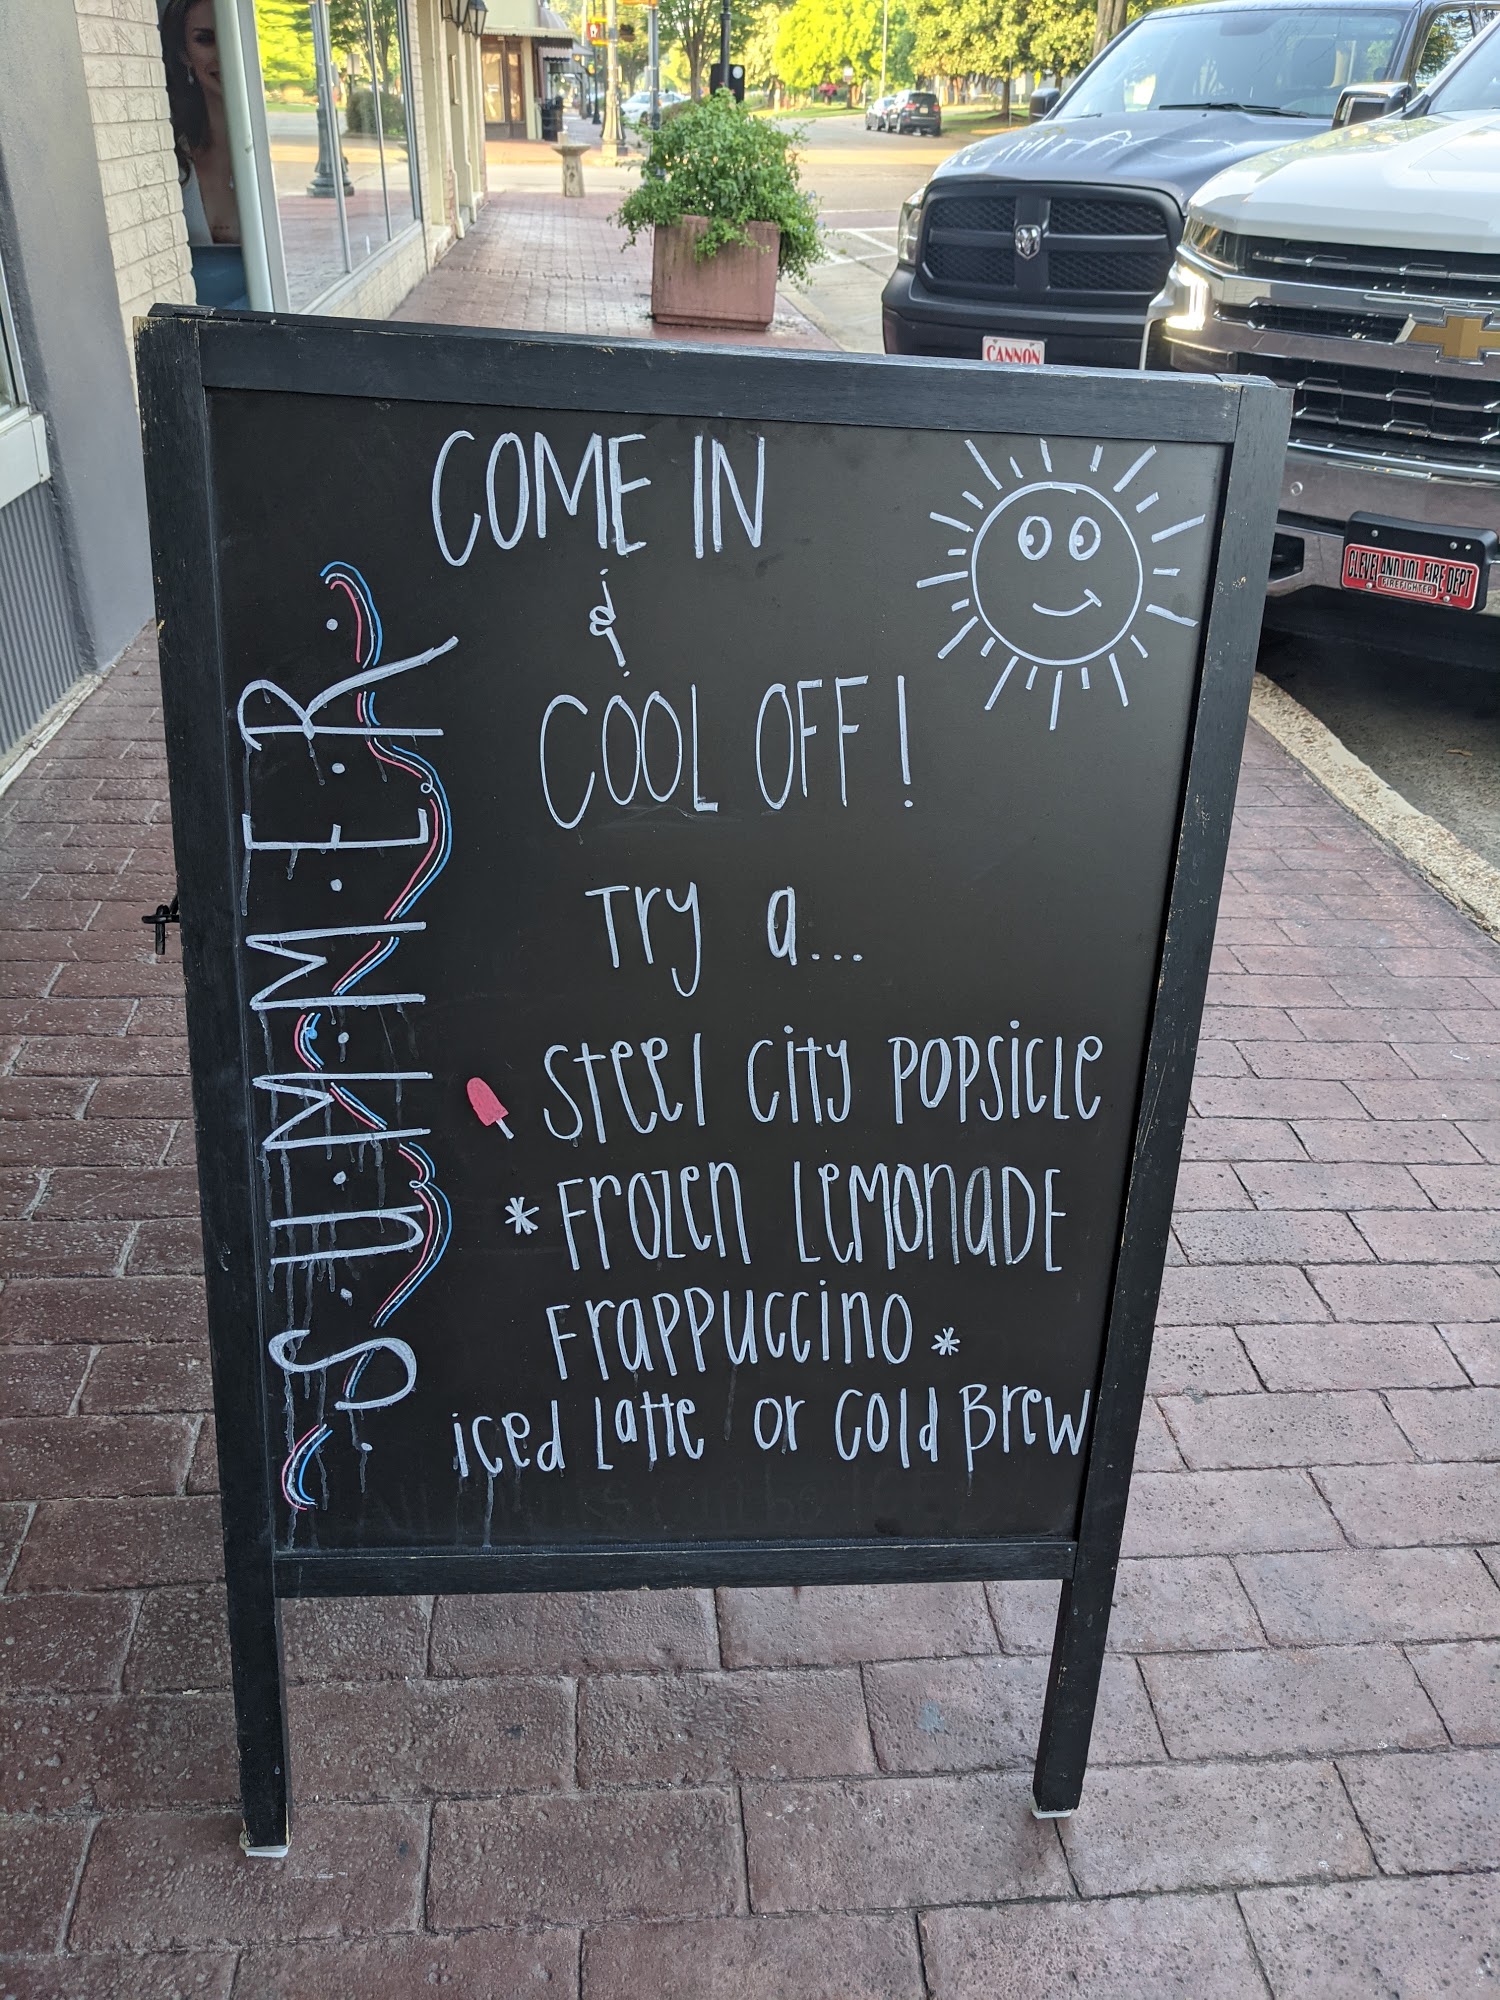 CANNON
CLEVELAND VOL FIRE DEPT
FIREFIGHTER
COME IN
&
COOL OFF!
Try a...
Steel City Popsicle
*Frozen Lemonade
Frappuccino*
iced Latte or Cold Brew
S.U.M.M.E.R.